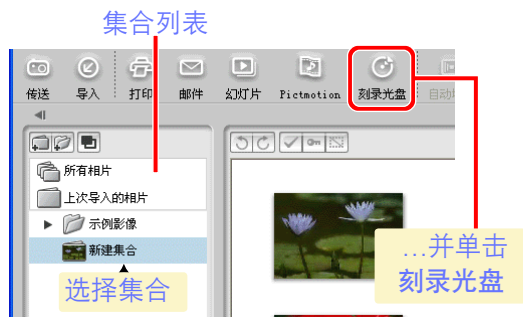 集合列表
传送 导入 打印 邮件 幻灯片 Pictmotion 刻录光盘
所有相片
上次导入的相片
示例影像
新建集合
选择集合
...并单击
刻录光盘